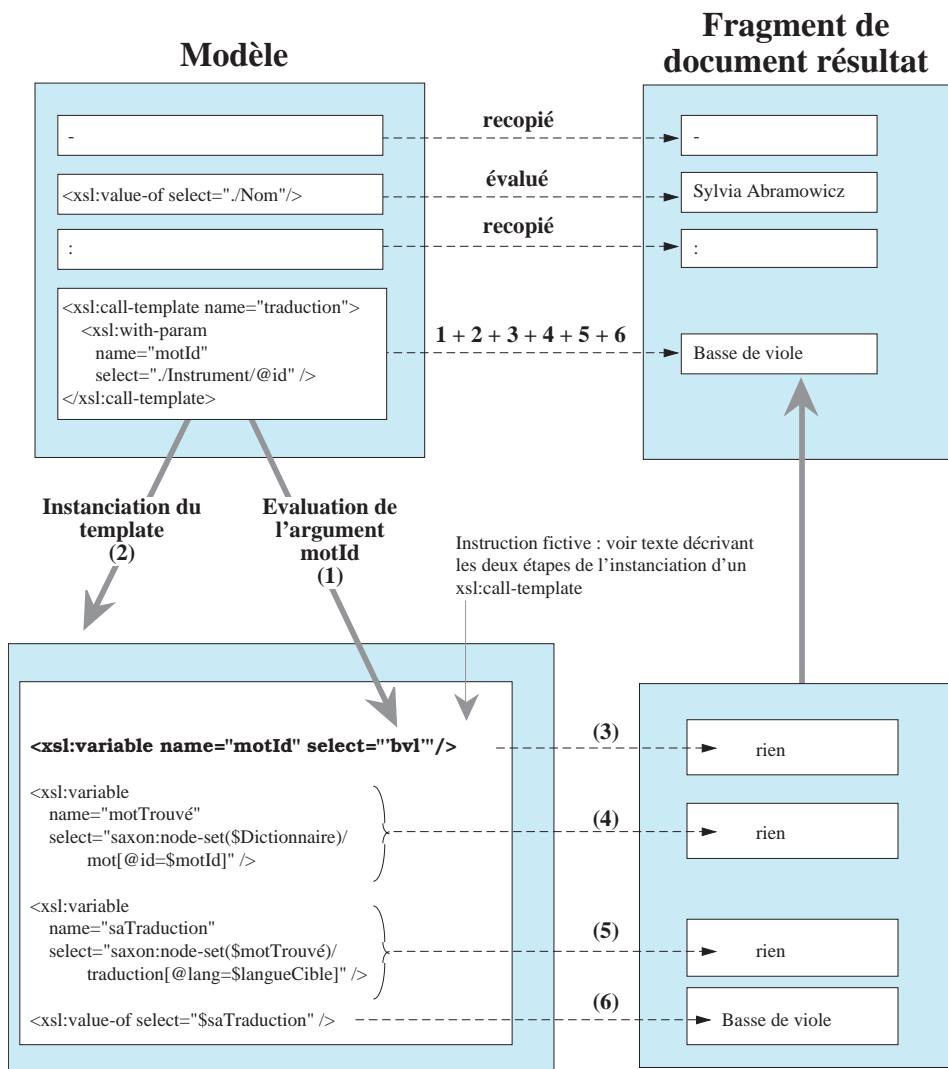 Modèle
Fragment de
document résultat
-
recopié
-
<xsl:value-of select="./Nom"/>
évalué
Sylvia Abramowicz
:
recopié
:
<xsl:call-template name="traduction">
<xsl:with-param
name="motId"
select="./Instrument/@id" />
</xsl:call-template>
1 + 2 + 3 + 4 + 5 + 6
Basse de viole
Instanciation du
template
(2)
Evaluation de
l’argument
motId
(1)
Instruction fictive : voir texte décrivant
les deux étapes de l’instanciation d’un
xsl:call-template
<xsl:variable name="motId" select="’bvl’"/>
(3)
rien
<xsl:variable
name="motTrouvé"
select="saxon:node-set($Dictionnaire)/
mot[@id=$motId]" />
(4)
rien
<xsl:variable
name="saTraduction"
select="saxon:node-set($motTrouvé)/
traduction[@lang=$langueCible]" />
(5)
rien
<xsl:value-of select="$saTraduction" />
(6)
Basse de viole